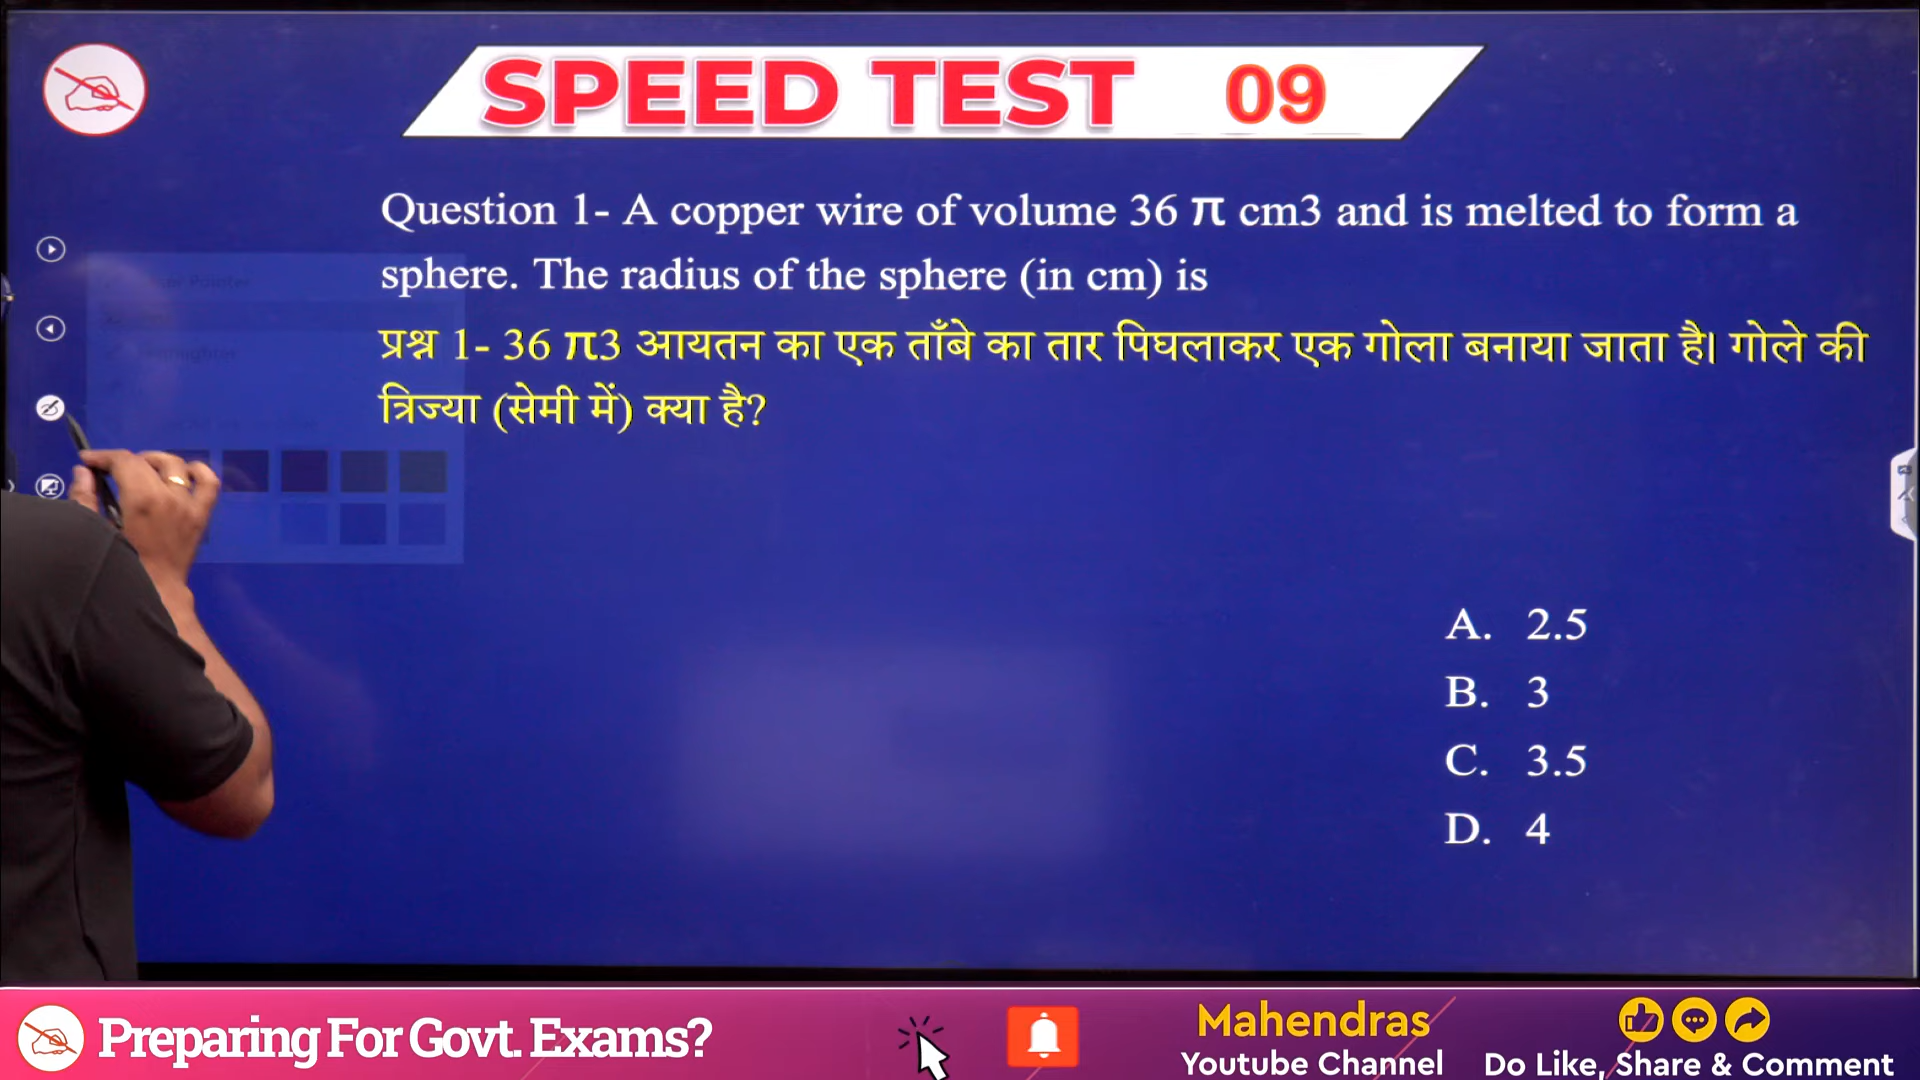 SPEED TEST 09
Question 1- A copper wire of volume 36 π cm3 and is melted to form a
sphere. The radius of the sphere (in cm) is
प्रश्न 1- 36 π3 आयतन का एक ताँबे का तार पिघलाकर एक गोला बनाया जाता है। गोले की
त्रिज्या (सेमी में) क्या है?
A. 2.5
B. 3
C. 3.5
D. 4
Preparing For Govt. Exams?
Mahendras
Youtube Channel
Do Like, Share & Comment